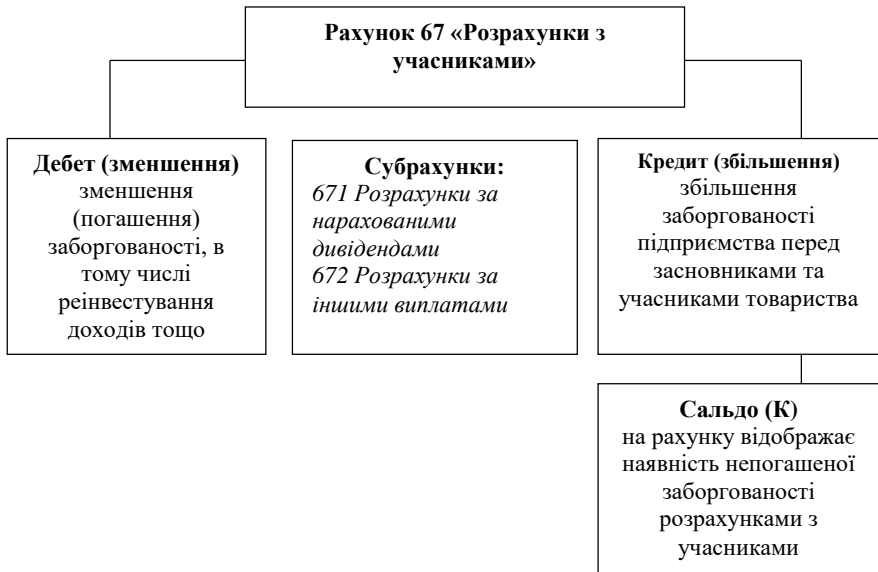 Рахунок 67 «Розрахунки з
учасниками»
Дебет (зменшення)
зменшення
(погашення)
заборгованості, в
тому числі
реінвестування
доходів тощо
Субрахунки:
671 Розрахунки за
нарахованими
дивідендами
672 Розрахунки за
іншими виплатами
Кредит (збільшення)
збільшення
заборгованості
підприємства перед
засновниками та
учасниками товариства
Сальдо (К)
на рахунку відображає
наявність непогашеної
заборгованості
розрахунками з
учасниками